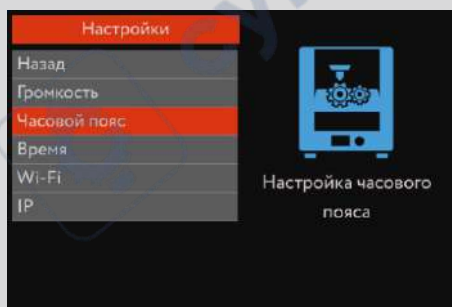 Настройки
Назад
Громкость
Часовой пояс
Время
Wi-Fi
IP
Настройка часового
пояса